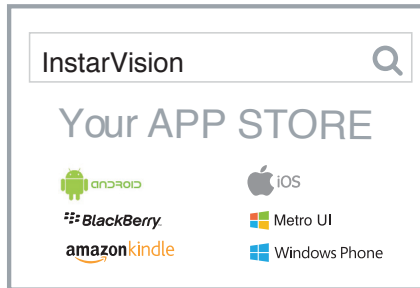 InstarVision
Your APP STORE
android
iOS
BlackBerry.
Metro UI
amazonkindle
Windows Phone